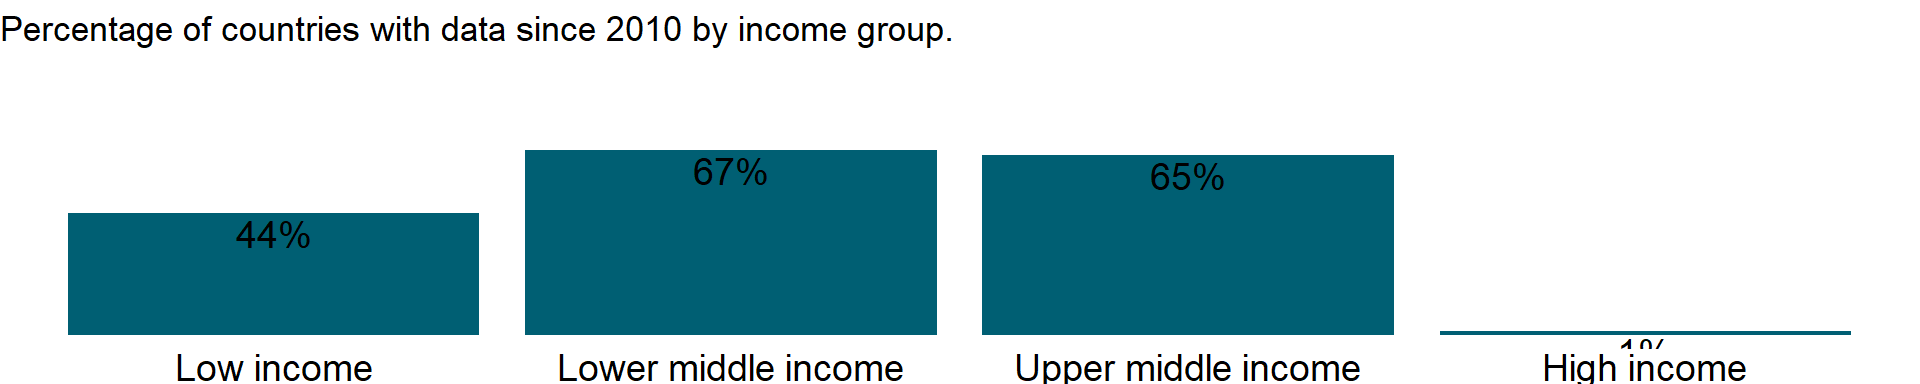 Percentage of countries with data since 2010 by income group.
67%
65%
44%
1%
Low income
Lower middle income
Upper middle income
High income